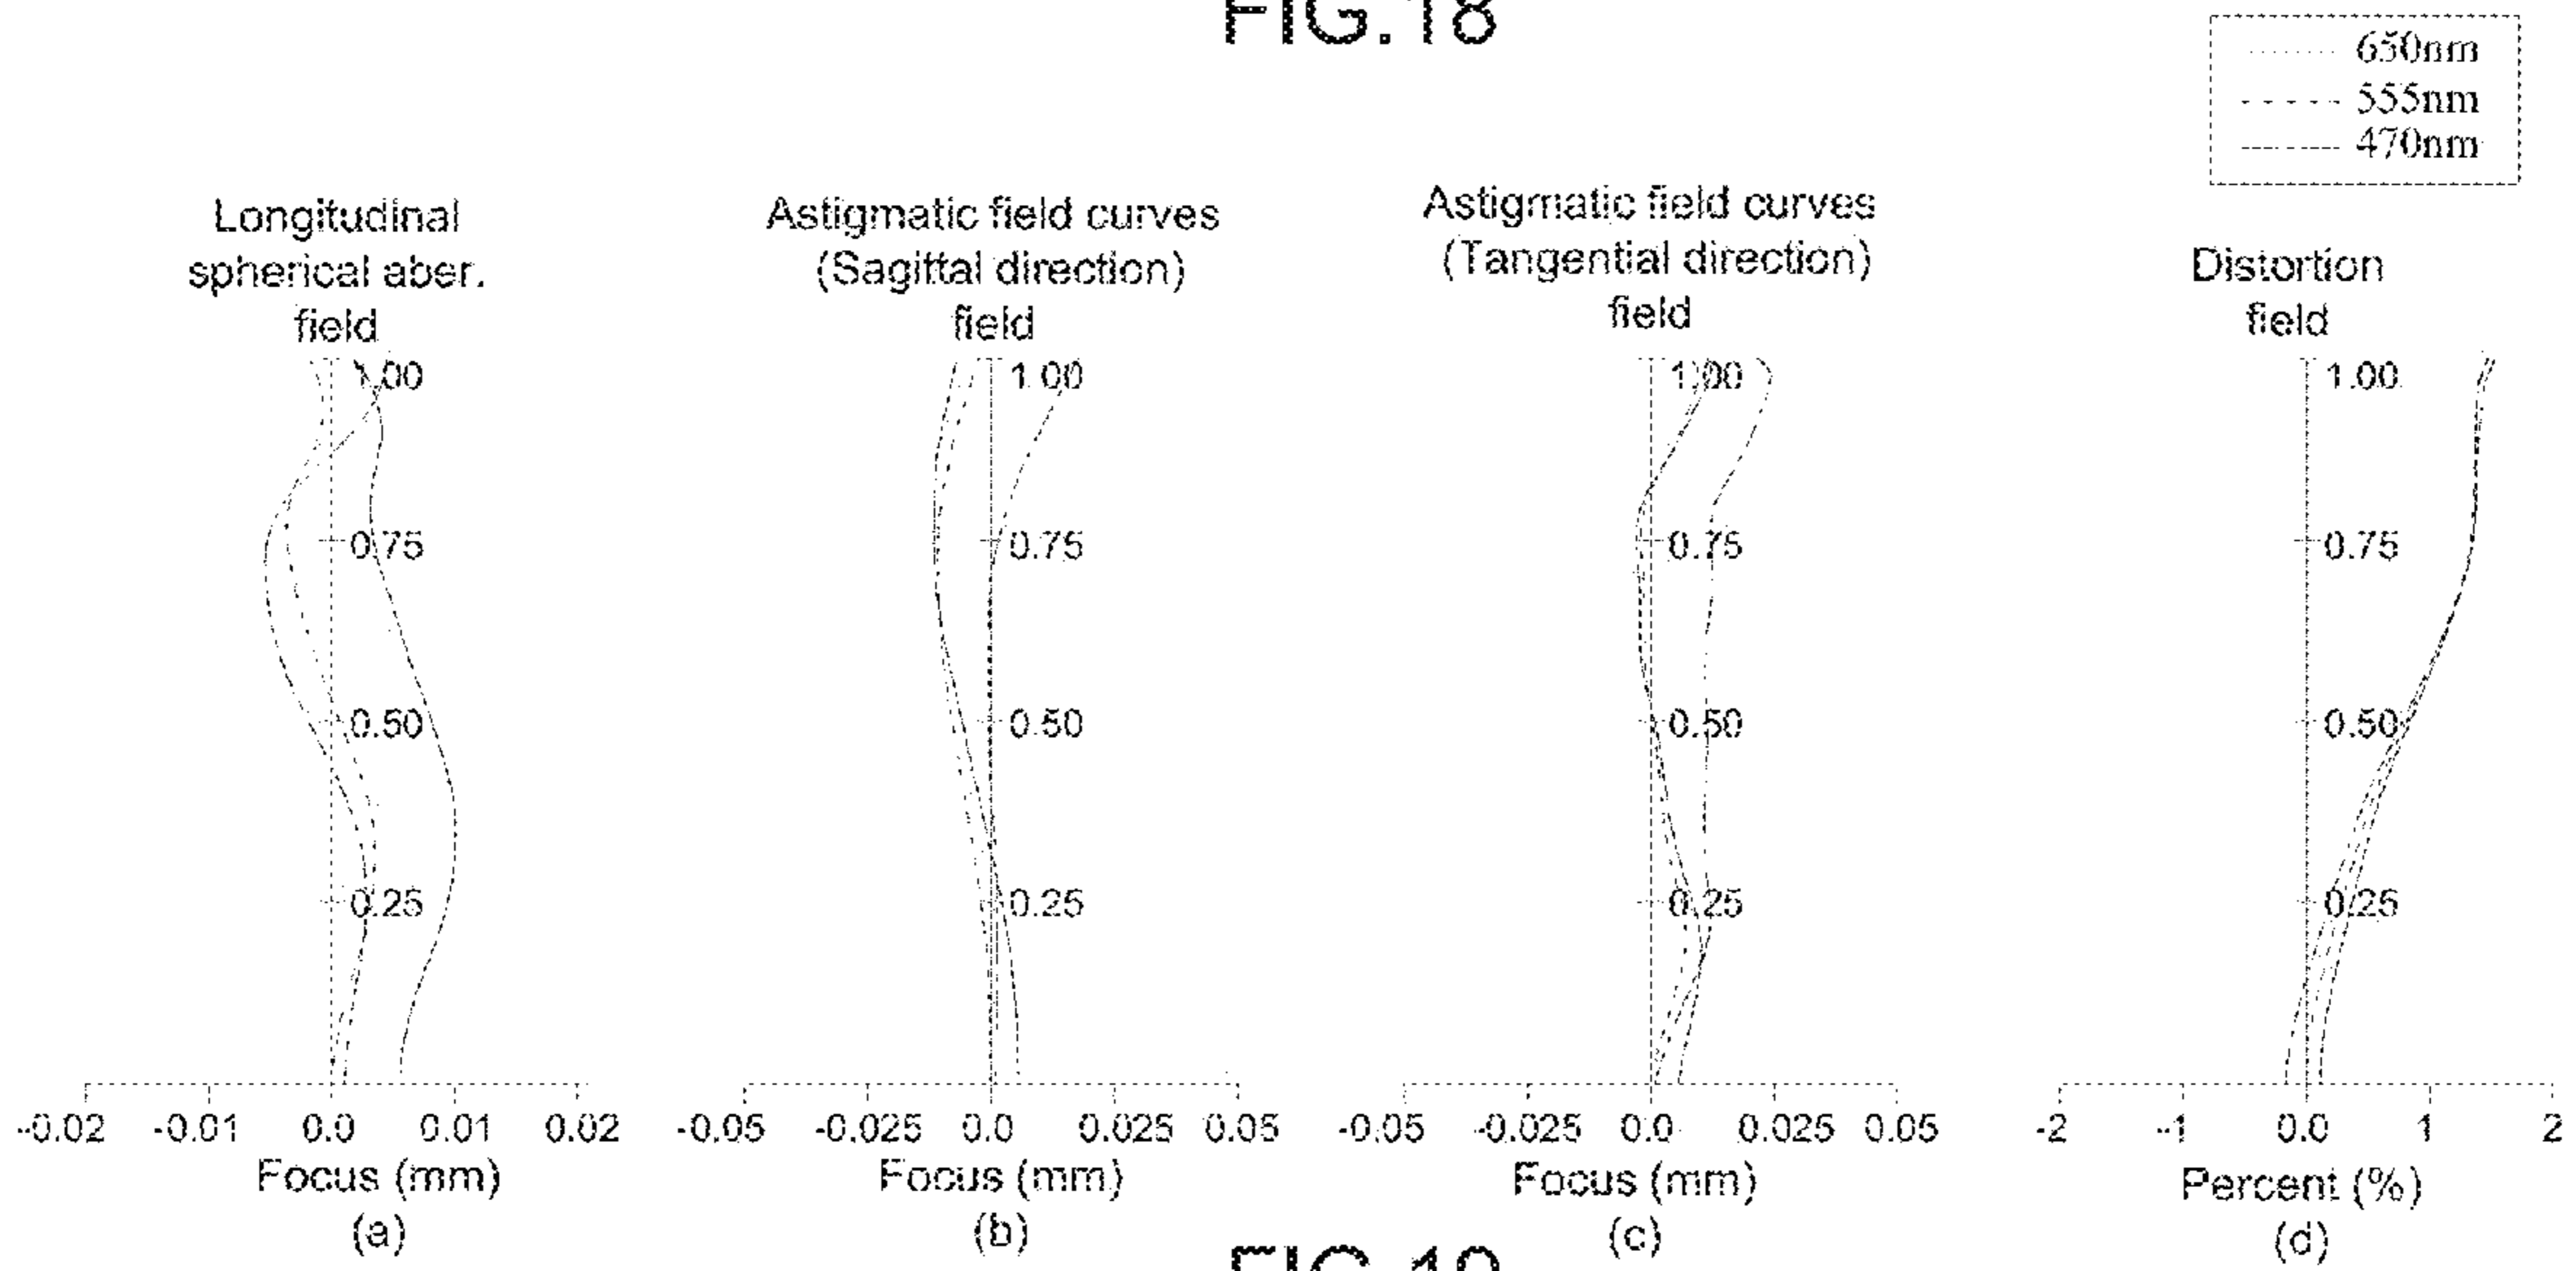 FIG.18
650nm
555nm
470nm
Longitudinal
spherical aber.
field
1.00
0.75
0.50
0.25
-0.02 -0.01 0.0 0.01 0.02
Focus (mm)
(a)
Astigmatic field curves
(Sagittal direction)
field
1.00
0.75
0.50
0.25
-0.05 -0.025 0.0 0.025 0.05
Focus (mm)
(b)
Astigmatic field curves
(Tangential direction)
field
1.00
0.75
0.50
0.25
-0.05 -0.025 0.0 0.025 0.05
Focus (mm)
(c)
Distortion
field
1.00
0.75
0.50
0.25
-2 -1 0.0 1 2
Percent (%)
(d)
FIG.19